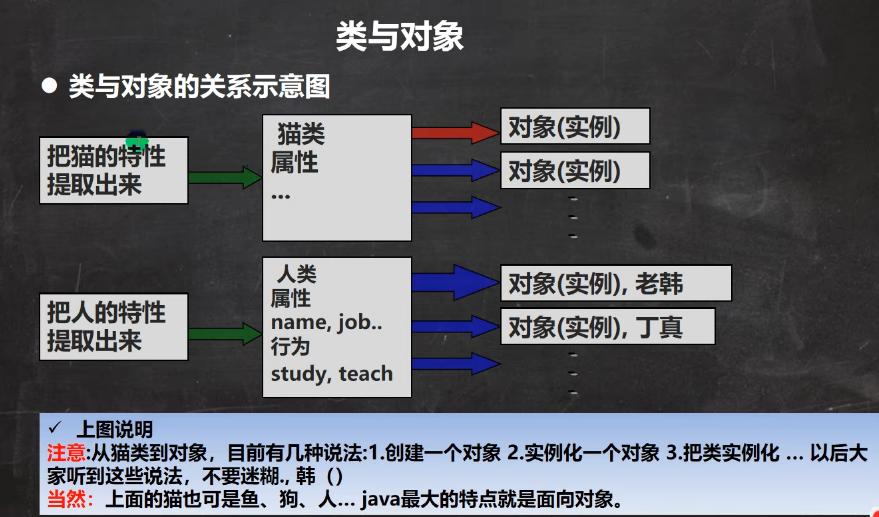 类与对象
● 类与对象的关系示意图
把猫的特性
提取出来
猫类
属性
...
对象(实例)
对象(实例)
-
-
-
把人的特性
提取出来
人类
属性
name, job..
行为
study, teach
对象(实例), 老韩
对象(实例), 丁真
-
-
-
✓ 上图说明
注意:从猫类到对象，目前有几种说法:1.创建一个对象 2.实例化一个对象 3.把类实例化 ... 以后大
家听到这些说法，不要迷糊., 韩（）
当然：上面的猫也可是鱼、狗、人... java最大的特点就是面向对象。